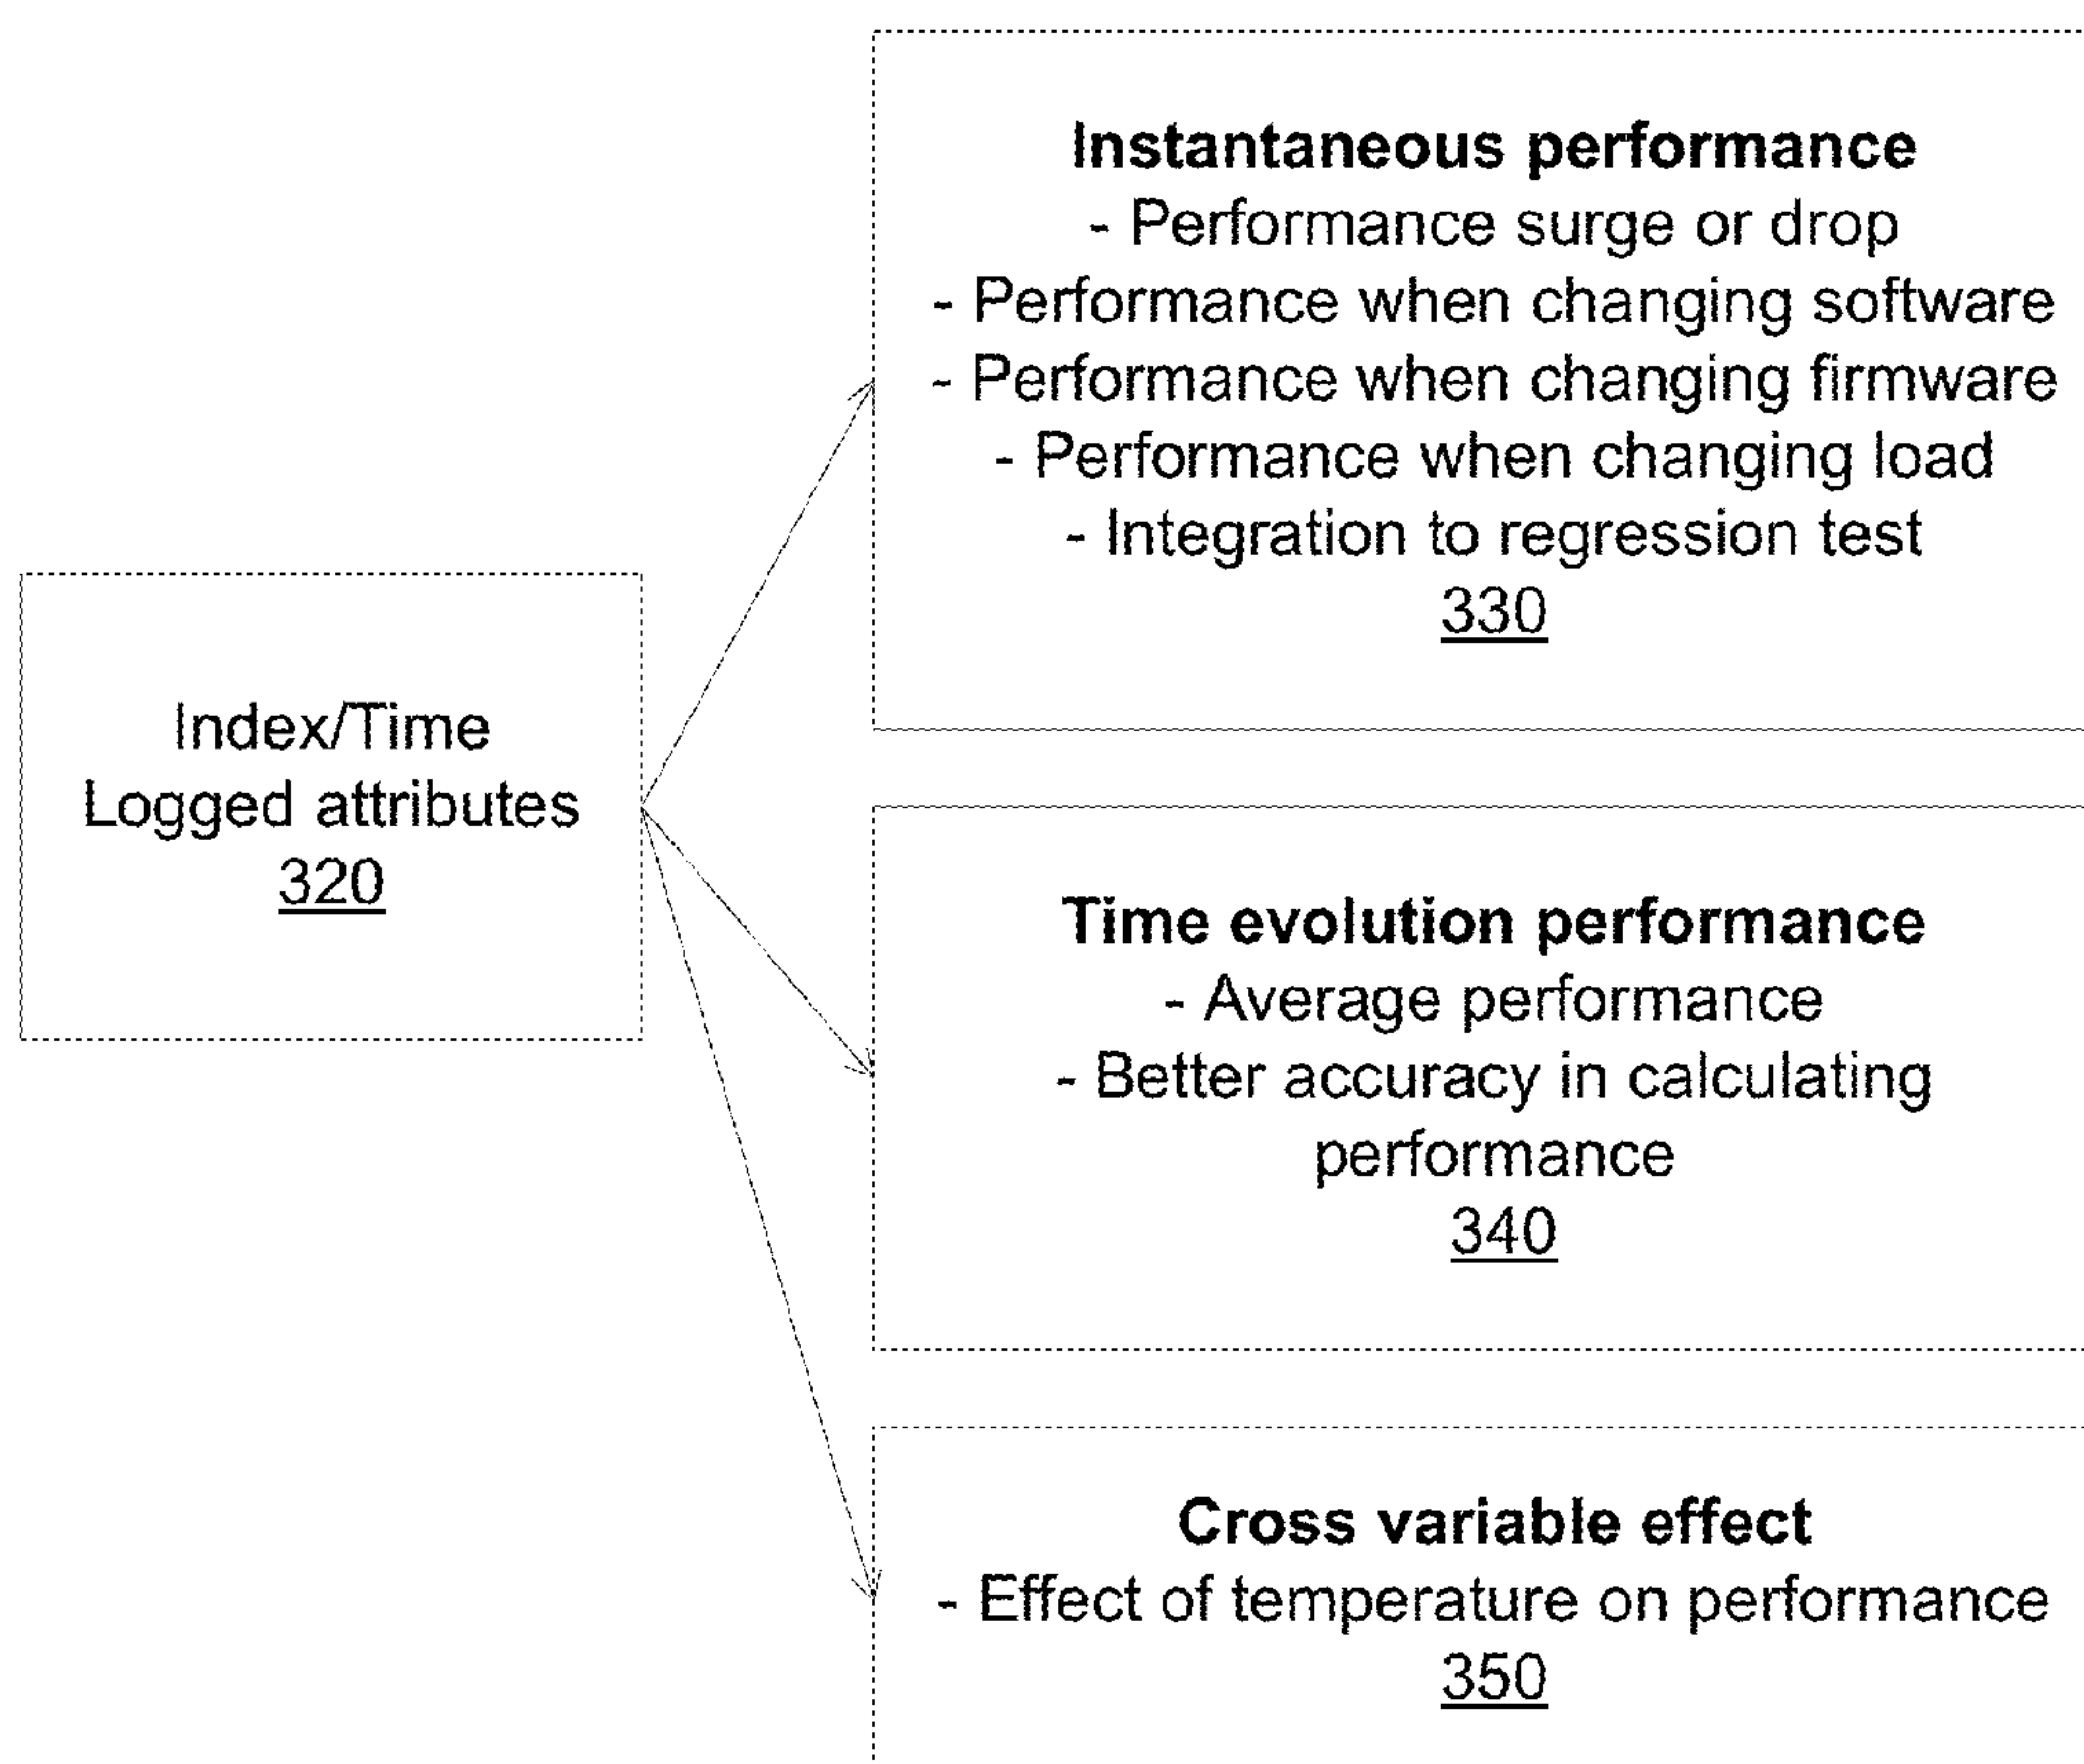 Instantaneous performance
- Performance surge or drop
- Performance when changing software
- Performance when changing firmware
- Performance when changing load
- Integration to regression test
330
Index/Time
Logged attributes
320
Time evolution performance
- Average performance
- Better accuracy in calculating
performance
340
Cross variable effect
- Effect of temperature on performance
350